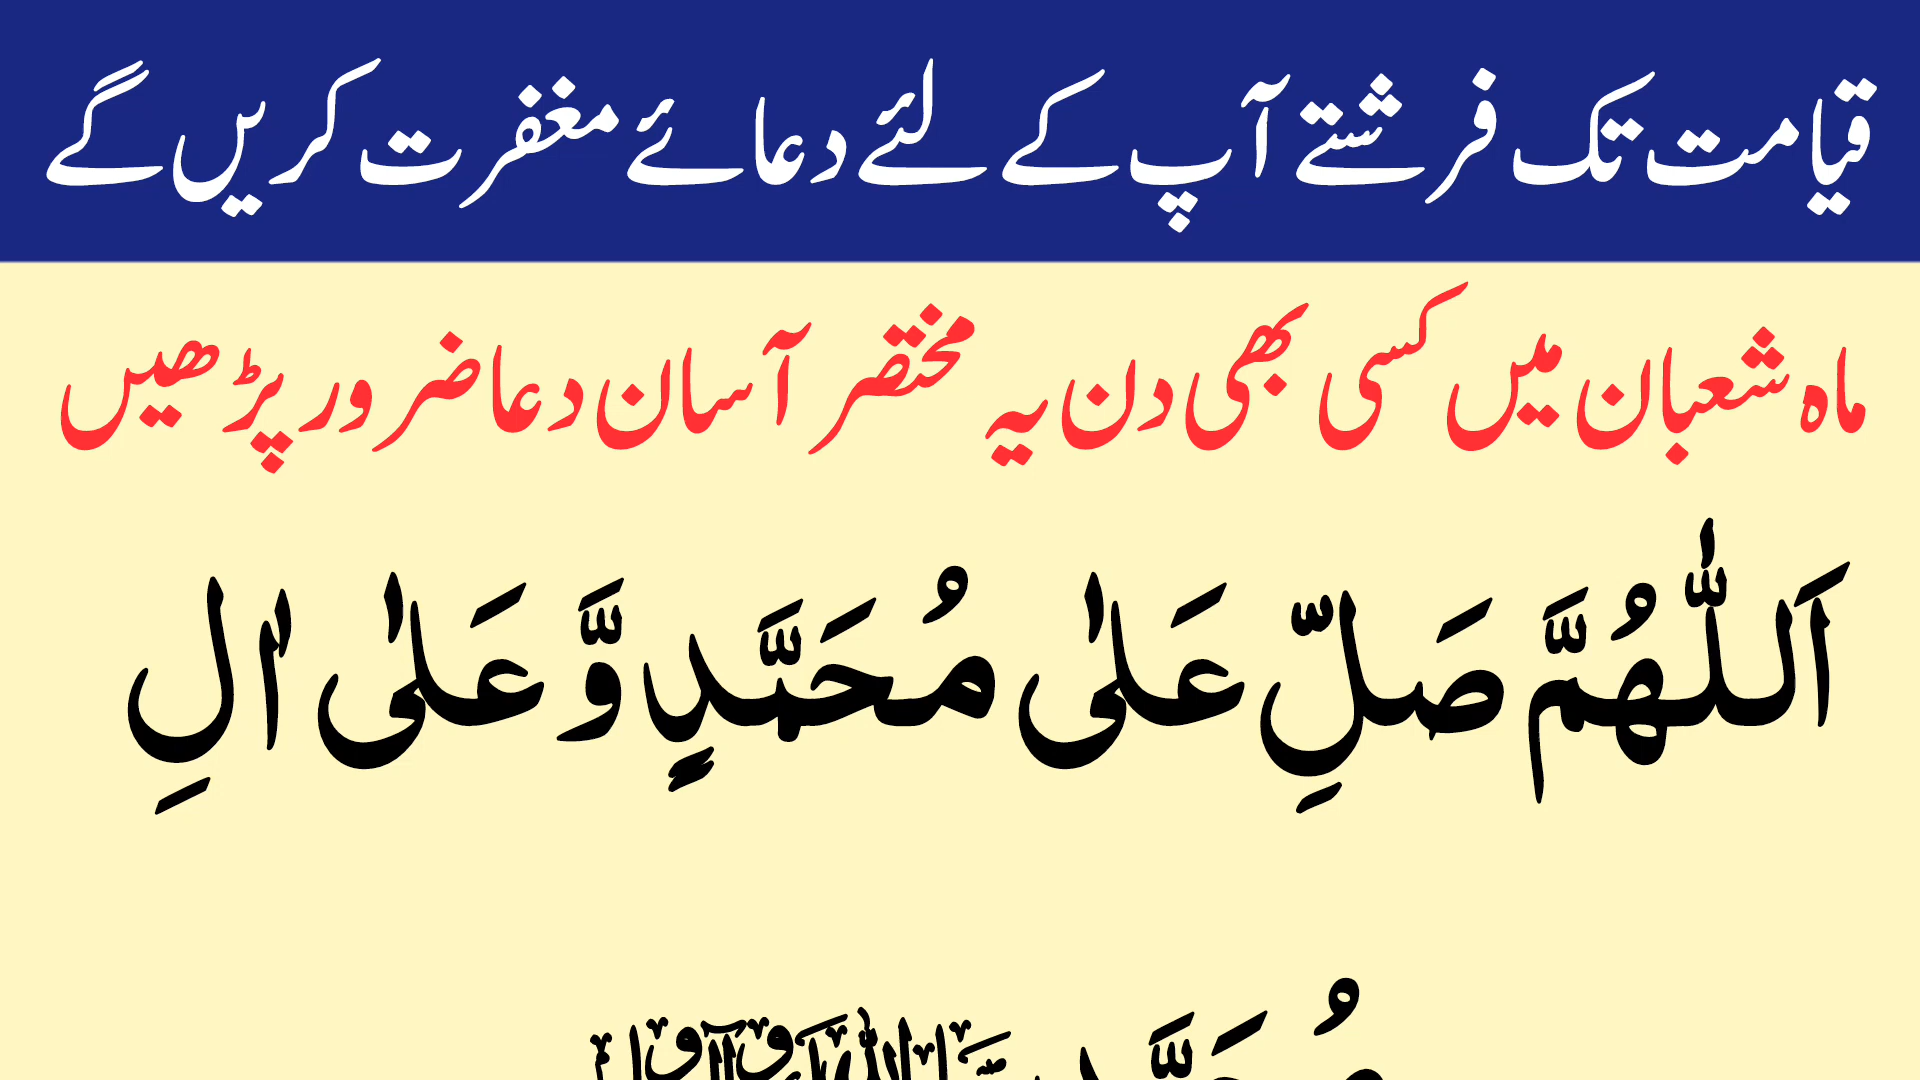 قیامت تک فرشتے آپ کے لئے دعائے مغفرت کریں گے
ماہ شعبان میں کسی بھی دن یہ مختصر آسان دعا ضرور پڑھیں
اَللّٰهُمَّ صَلِّ عَلٰی مُحَمَّدٍ وَّعَلٰی اٰلِ
مُحَمَّدٍ